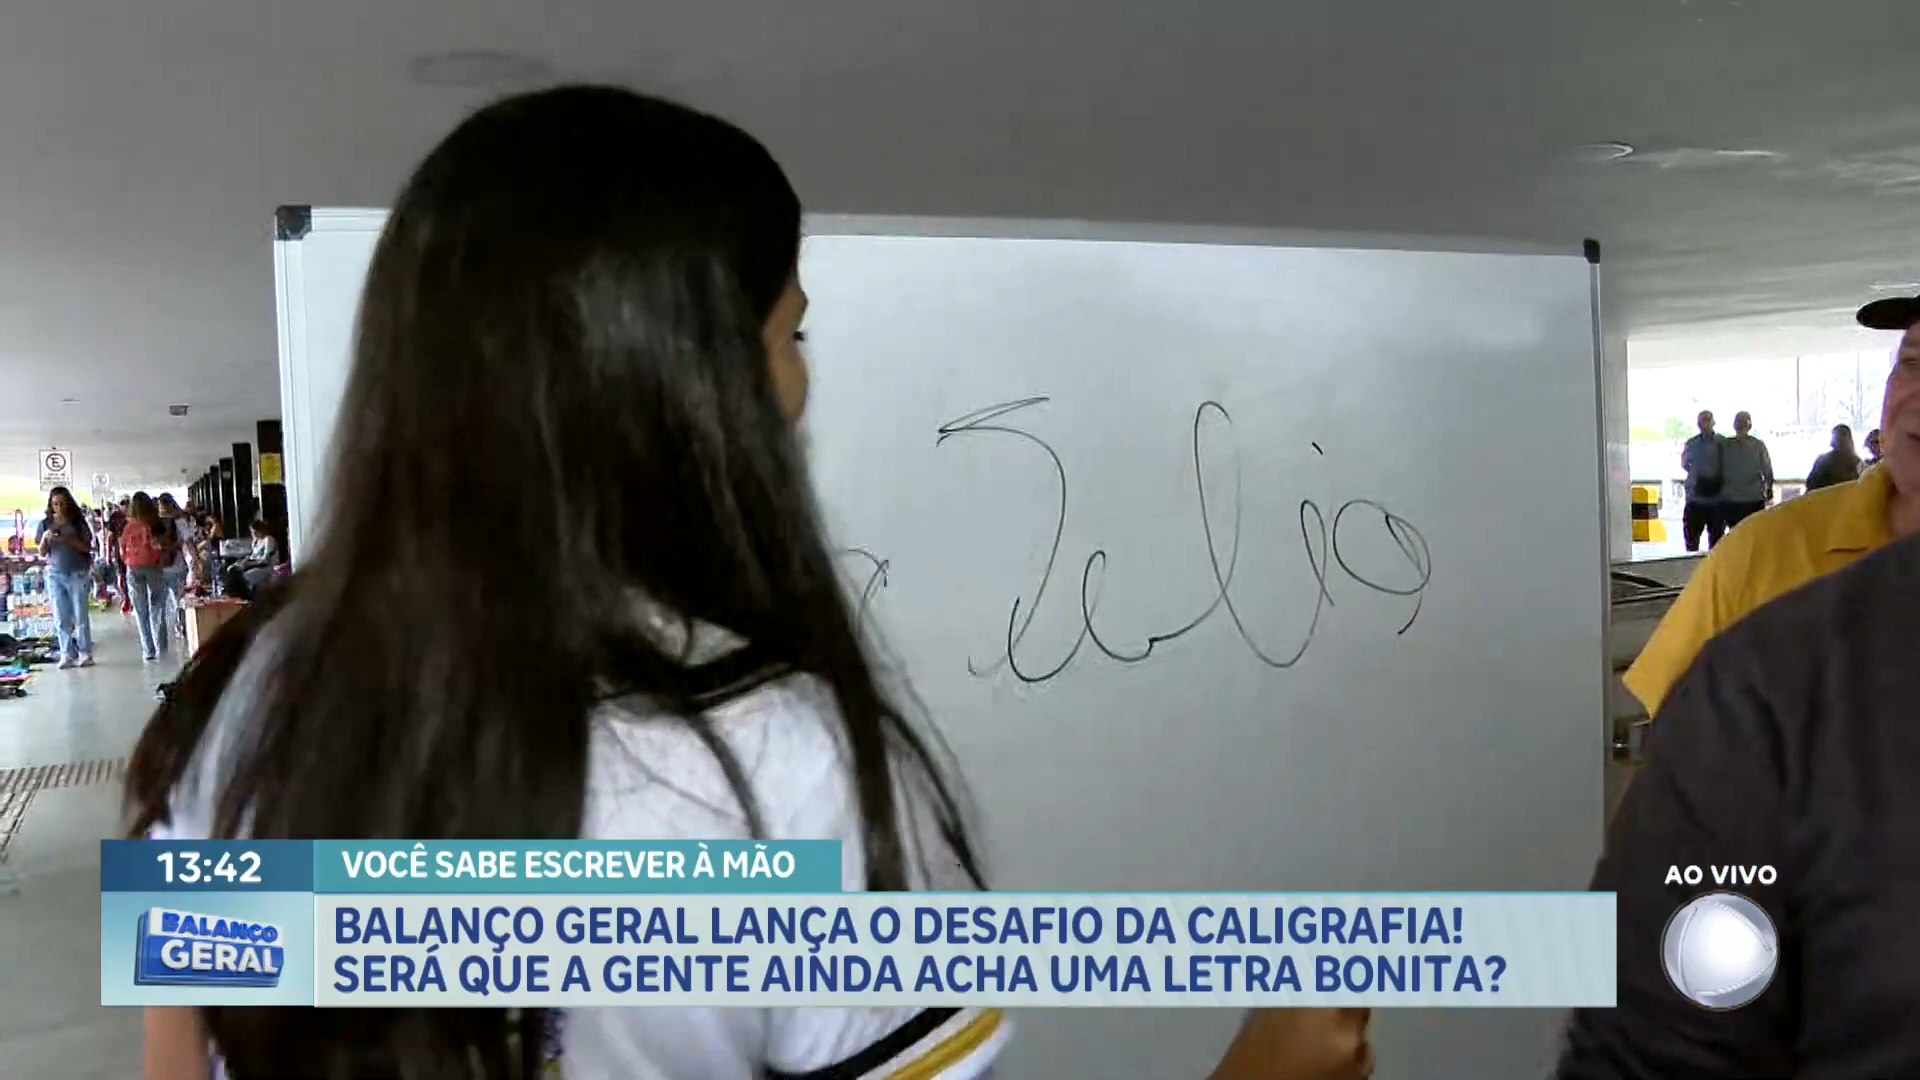 Julio
13:42
VOCÊ SABE ESCREVER À MÃO
BALANÇO GERAL LANÇA O DESAFIO DA CALIGRAFIA!
SERÁ QUE A GENTE AINDA ACHA UMA LETRA BONITA?
BALANÇO
GERAL
AO VIVO